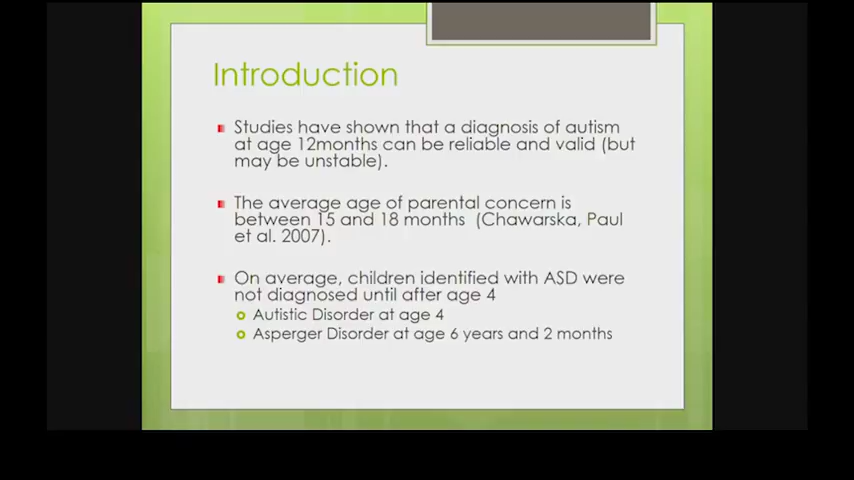 Introduction
Studies have shown that a diagnosis of autism
at age 12months can be reliable and valid (but
may be unstable).
The average age of parental concern is
between 15 and 18 months (Chawarska, Paul
et al. 2007).
On average, children identified with ASD were
not diagnosed until after age 4
Autistic Disorder at age 4
Asperger Disorder at age 6 years and 2 months